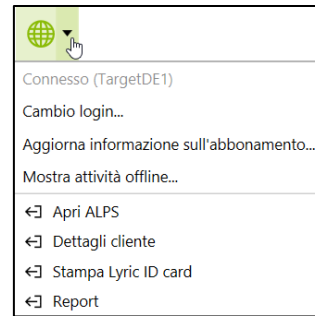 Connesso (TargetDE1)
Cambio login...
Aggiorna informazione sull'abbonamento...
Mostra attività offline...
Apri ALPS
Dettagli cliente
Stampa Lyric ID card
Report